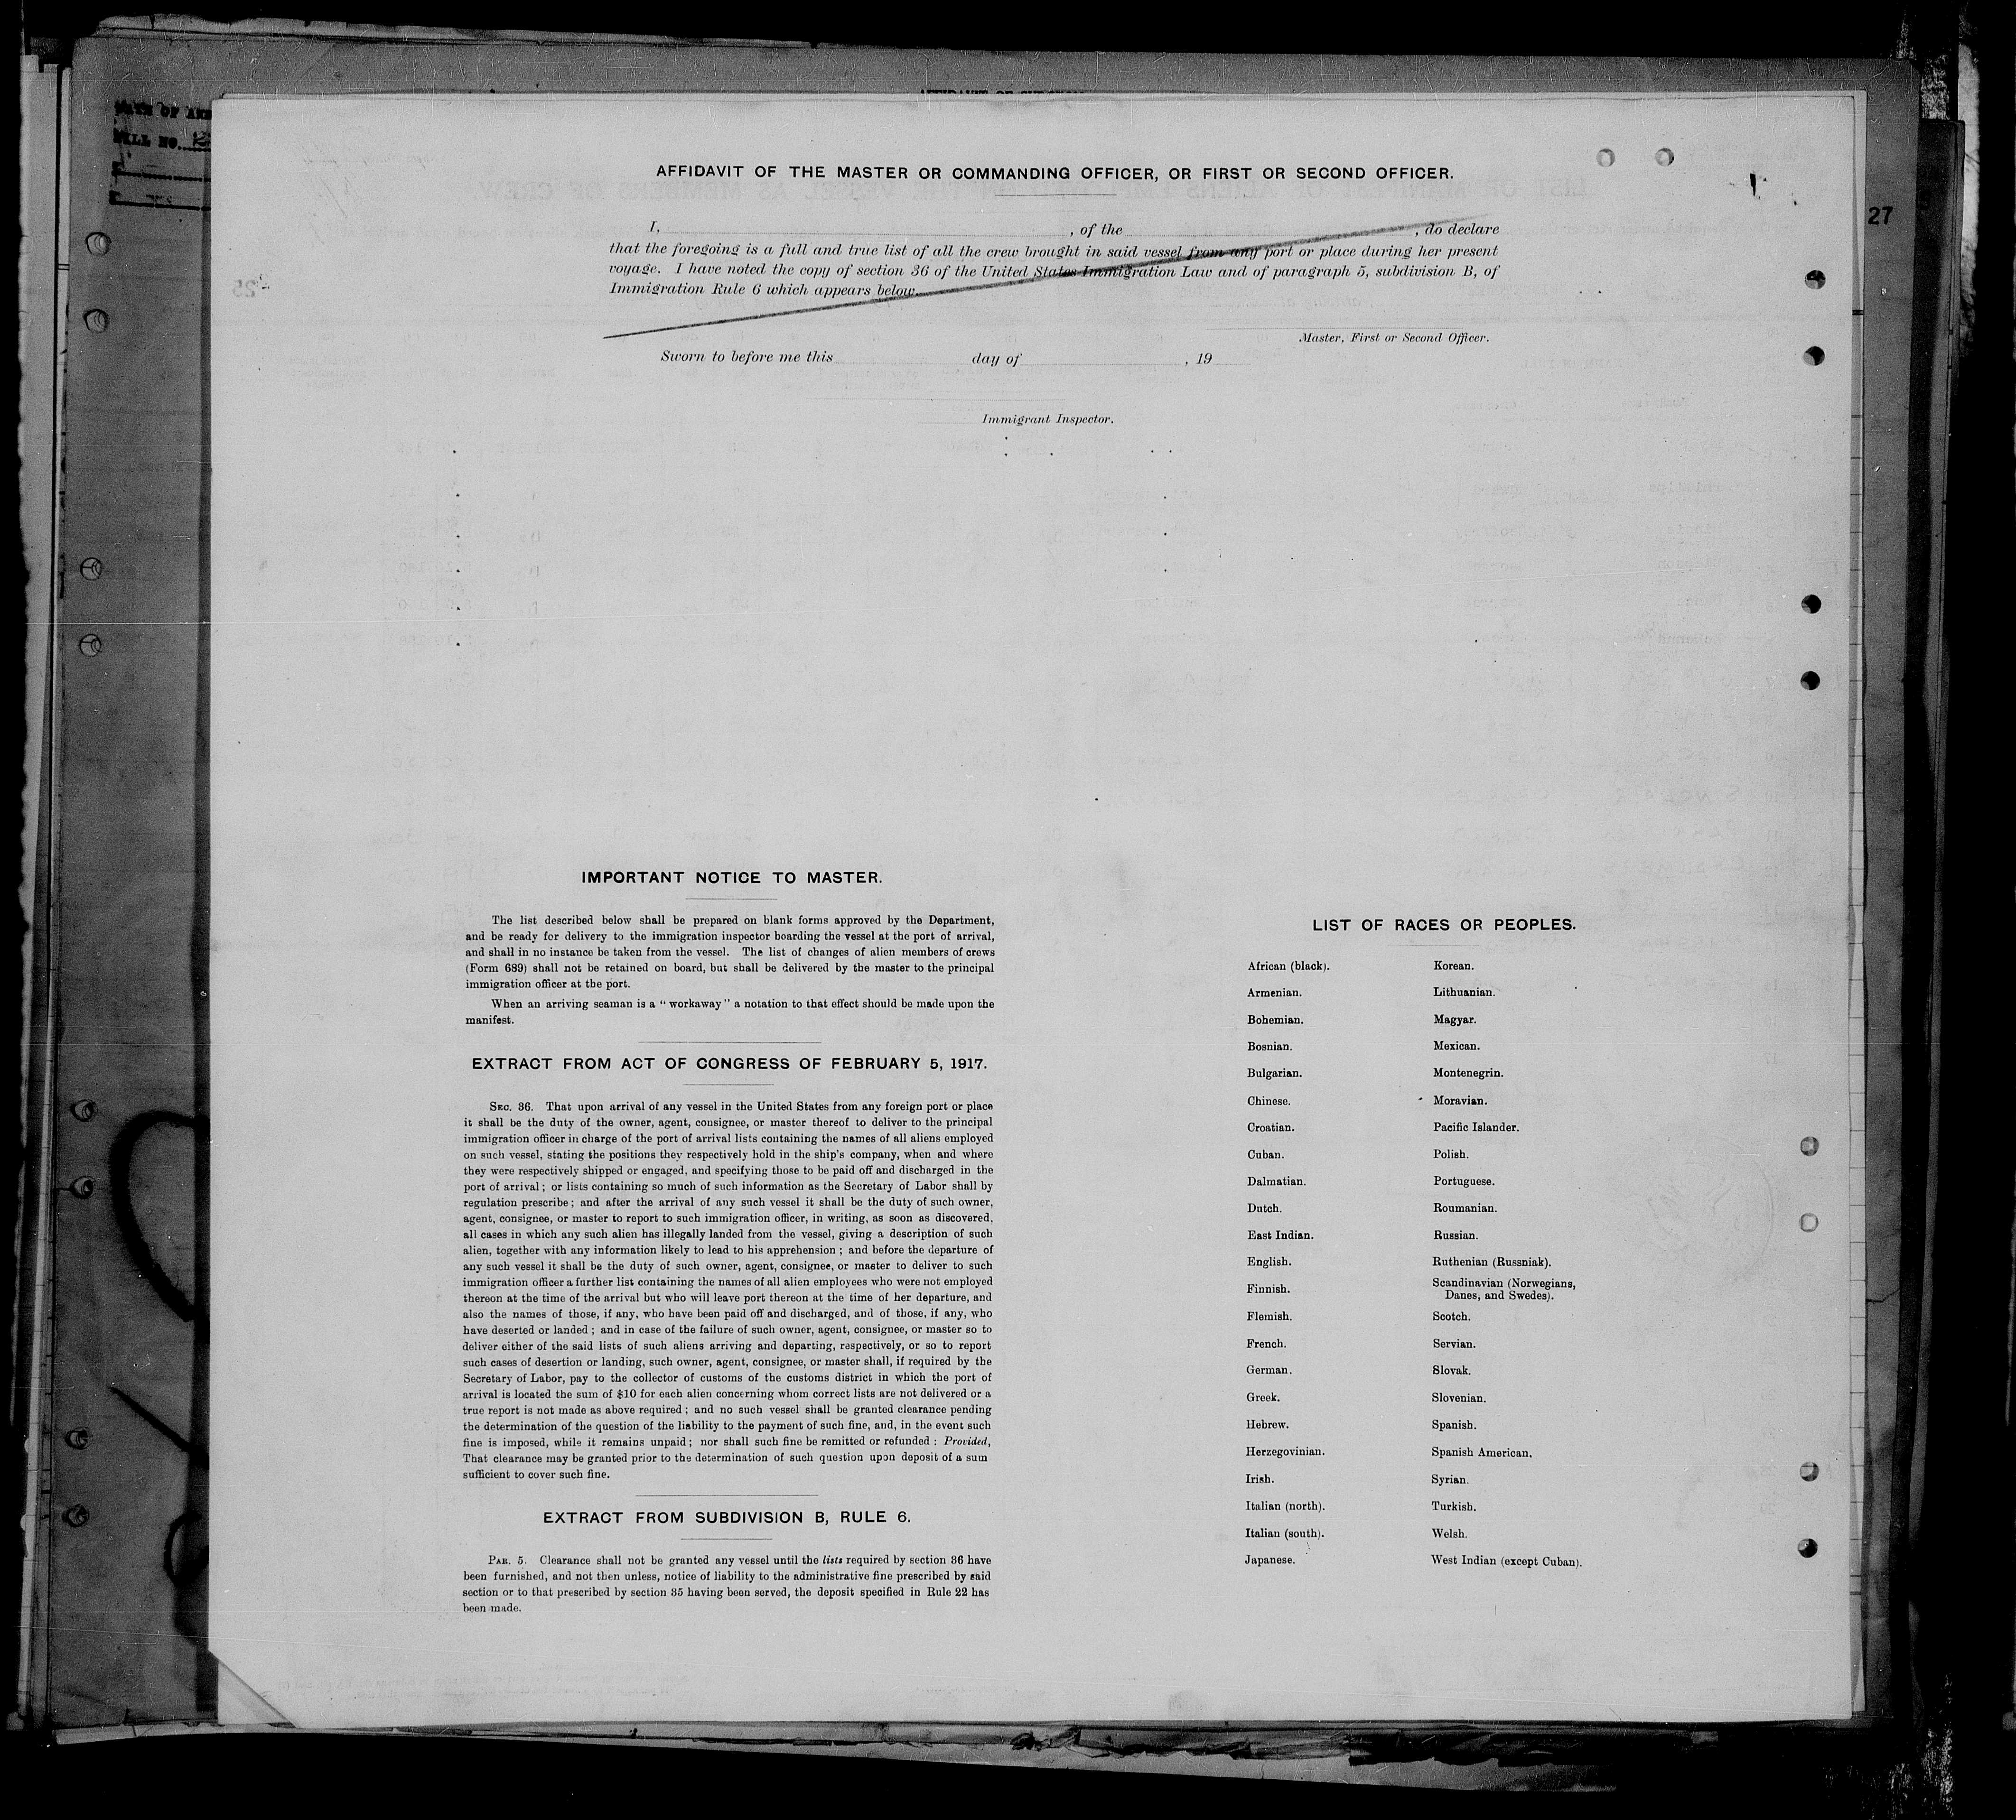 27
AFFIDAVIT OF THE MASTER OR COMMANDING OFFICER, OR FIRST OR SECOND OFFICER.
I, , of the , do declare
that the foregoing is a full and true list of all the crew brought in said vessel from any port or place during her present
voyage. I have noted the copy of section 36 of the United States Immigration Law and of paragraph 5, subdivision B, of
Immigration Rule 6 which appears below.
Master, First or Second Officer.
Sworn to before me this day of , 19
Immigrant Inspector.
IMPORTANT NOTICE TO MASTER.
The list described below shall be prepared on blank forms approved by the Department,
and be ready for delivery to the immigration inspector boarding the vessel at the port of arrival,
and shall in no instance be taken from the vessel. The list of changes of alien members of crews
(Form 689) shall not be retained on board, but shall be delivered by the master to the principal
immigration officer at the port.
When an arriving seaman is a "workaway" a notation to that effect should be made upon the
manifest.
EXTRACT FROM ACT OF CONGRESS OF FEBRUARY 5, 1917.
SEC. 36. That upon arrival of any vessel in the United States from any foreign port or place
it shall be the duty of the owner, agent, consignee, or master thereof to deliver to the principal
immigration officer in charge of the port of arrival lists containing the names of all aliens employed
on such vessel, stating the positions they respectively hold in the ship's company, when and where
they were respectively shipped or engaged, and specifying those to be paid off and discharged in the
port of arrival; or lists containing so much of such information as the Secretary of Labor shall by
regulation prescribe; and after the arrival of any such vessel it shall be the duty of such owner,
agent, consignee, or master to report to such immigration officer, in writing, as soon as discovered,
all cases in which any such alien has illegally landed from the vessel, giving a description of such
alien, together with any information likely to lead to his apprehension; and before the departure of
any such vessel it shall be the duty of such owner, agent, consignee, or master to deliver to such
immigration officer a further list containing the names of all alien employees who were not employed
thereon at the time of the arrival but who will leave port thereon at the time of her departure, and
also the names of those, if any, who have been paid off and discharged, and of those, if any, who
have deserted or landed; and in case of the failure of such owner, agent, consignee, or master so to
deliver either of the said lists of such aliens arriving and departing, respectively, or so to report
such cases of desertion or landing, such owner, agent, consignee, or master shall, if required by the
Secretary of Labor, pay to the collector of customs of the customs district in which the port of
arrival is located the sum of $10 for each alien concerning whom correct lists are not delivered or a
true report is not made as above required; and no such vessel shall be granted clearance pending
the determination of the question of the liability to the payment of such fine, and, in the event such
fine is imposed, while it remains unpaid; nor shall such fine be remitted or refunded: Provided,
That clearance may be granted prior to the determination of such question upon deposit of a sum
sufficient to cover such fine.
EXTRACT FROM SUBDIVISION B, RULE 6.
PAR. 5. Clearance shall not be granted any vessel until the lists required by section 36 have
been furnished, and not then unless, notice of liability to the administrative fine prescribed by said
section or to that prescribed by section 35 having been served, the deposit specified in Rule 22 has
been made.
LIST OF RACES OR PEOPLES.
African (black).
Armenian.
Bohemian.
Bosnian.
Bulgarian.
Chinese.
Croatian.
Cuban.
Dalmatian.
Dutch.
East Indian.
English.
Finnish.
Flemish.
French.
German.
Greek.
Hebrew.
Herzegovinian.
Irish.
Italian (north).
Italian (south).
Japanese.
Korean.
Lithuanian.
Magyar.
Mexican.
Montenegrin.
Moravian.
Pacific Islander.
Polish.
Portuguese.
Roumanian.
Russian.
Ruthenian (Russniak).
Scandinavian (Norwegians,
Danes, and Swedes).
Scotch.
Servian.
Slovak.
Slovenian.
Spanish.
Spanish American.
Syrian.
Turkish.
Welsh.
West Indian (except Cuban).